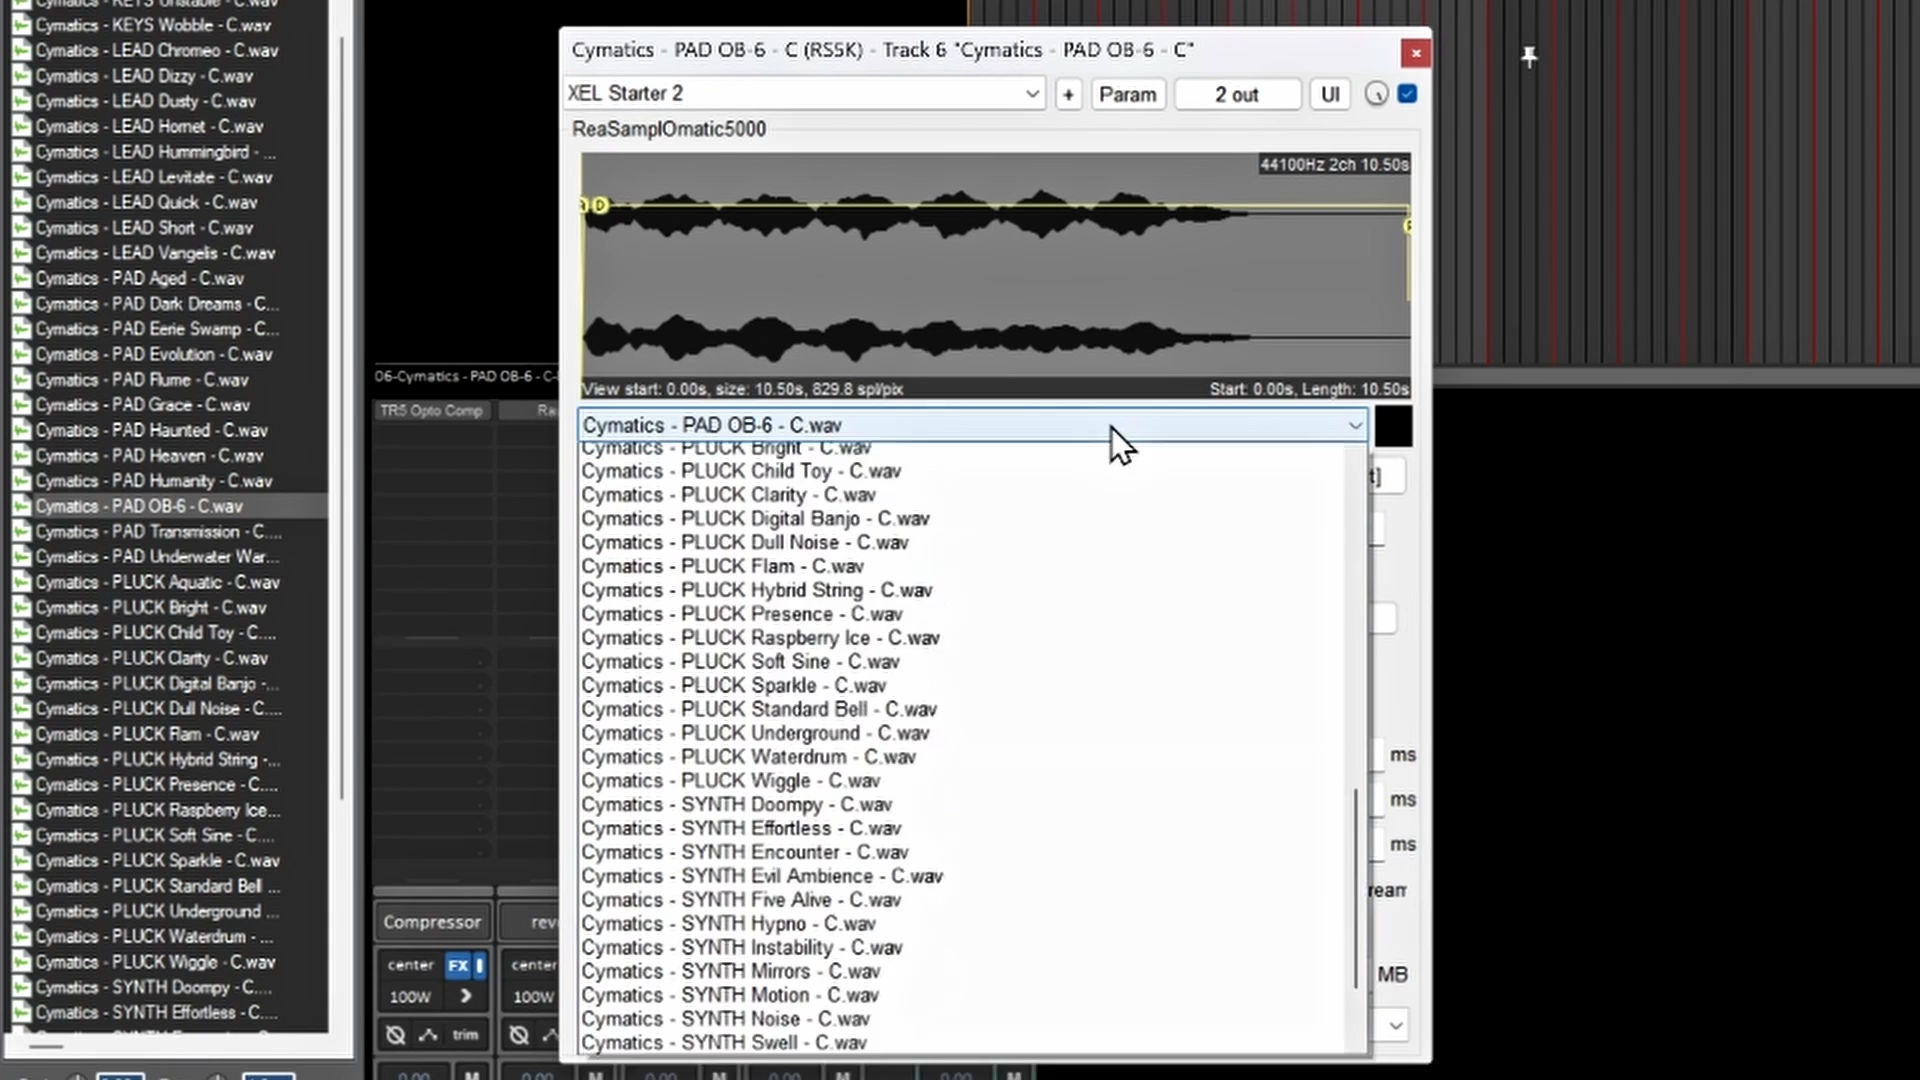 Cymatics - KEYS Unstable - C.wav
Cymatics - KEYS Wobble - C.wav
Cymatics - LEAD Chromeo - C.wav
Cymatics - LEAD Dizzy - C.wav
Cymatics - LEAD Dusty - C.wav
Cymatics - LEAD Hornet - C.wav
Cymatics - LEAD Hummingbird - ...
Cymatics - LEAD Levitate - C.wav
Cymatics - LEAD Quick - C.wav
Cymatics - LEAD Short - C.wav
Cymatics - LEAD Vangelis - C.wav
Cymatics - PAD Aged - C.wav
Cymatics - PAD Dark Dreams - C...
Cymatics - PAD Eerie Swamp - C...
Cymatics - PAD Evolution - C.wav
Cymatics - PAD Flume - C.wav
Cymatics - PAD Grace - C.wav
Cymatics - PAD Haunted - C.wav
Cymatics - PAD Heaven - C.wav
Cymatics - PAD Humanity - C.wav
Cymatics - PAD OB-6 - C.wav
Cymatics - PAD Transmission - C....
Cymatics - PAD Underwater War...
Cymatics - PLUCK Aquatic - C.wav
Cymatics - PLUCK Bright - C.wav
Cymatics - PLUCK Child Toy - C....
Cymatics - PLUCK Clarity - C.wav
Cymatics - PLUCK Digital Banjo -...
Cymatics - PLUCK Dull Noise - C....
Cymatics - PLUCK Flam - C.wav
Cymatics - PLUCK Hybrid String -...
Cymatics - PLUCK Presence - C....
Cymatics - PLUCK Raspberry Ice...
Cymatics - PLUCK Soft Sine - C....
Cymatics - PLUCK Sparkle - C.wav
Cymatics - PLUCK Standard Bell ...
Cymatics - PLUCK Underground ...
Cymatics - PLUCK Waterdrum - ...
Cymatics - PLUCK Wiggle - C.wav
Cymatics - SYNTH Doompy - C....
Cymatics - SYNTH Effortless - C....
06-Cymatics - PAD OB-6 - C-
TR5 Opto Comp
Compressor
center FX
center
100W
100W
trim
Cymatics - PAD OB-6 - C (RS5K) - Track 6 "Cymatics - PAD OB-6 - C"
XEL Starter 2
+ Param 2 out UI
ReaSamplOmatic5000
44100Hz 2ch 10.50s
D
View start: 0.00s, size: 10.50s, 829.8 spl/pix
Start: 0.00s, Length: 10.50s
Cymatics - PAD OB-6 - C.wav
Cymatics - PLUCK Bright - C.wav
Cymatics - PLUCK Child Toy - C.wav
Cymatics - PLUCK Clarity - C.wav
Cymatics - PLUCK Digital Banjo - C.wav
Cymatics - PLUCK Dull Noise - C.wav
Cymatics - PLUCK Flam - C.wav
Cymatics - PLUCK Hybrid String - C.wav
Cymatics - PLUCK Presence - C.wav
Cymatics - PLUCK Raspberry Ice - C.wav
Cymatics - PLUCK Soft Sine - C.wav
Cymatics - PLUCK Sparkle - C.wav
Cymatics - PLUCK Standard Bell - C.wav
Cymatics - PLUCK Underground - C.wav
Cymatics - PLUCK Waterdrum - C.wav
Cymatics - PLUCK Wiggle - C.wav
Cymatics - SYNTH Doompy - C.wav
Cymatics - SYNTH Effortless - C.wav
Cymatics - SYNTH Encounter - C.wav
Cymatics - SYNTH Evil Ambience - C.wav
Cymatics - SYNTH Five Alive - C.wav
Cymatics - SYNTH Hypno - C.wav
Cymatics - SYNTH Instability - C.wav
Cymatics - SYNTH Mirrors - C.wav
Cymatics - SYNTH Motion - C.wav
Cymatics - SYNTH Noise - C.wav
Cymatics - SYNTH Swell - C.wav
ms
ms
ms
MB